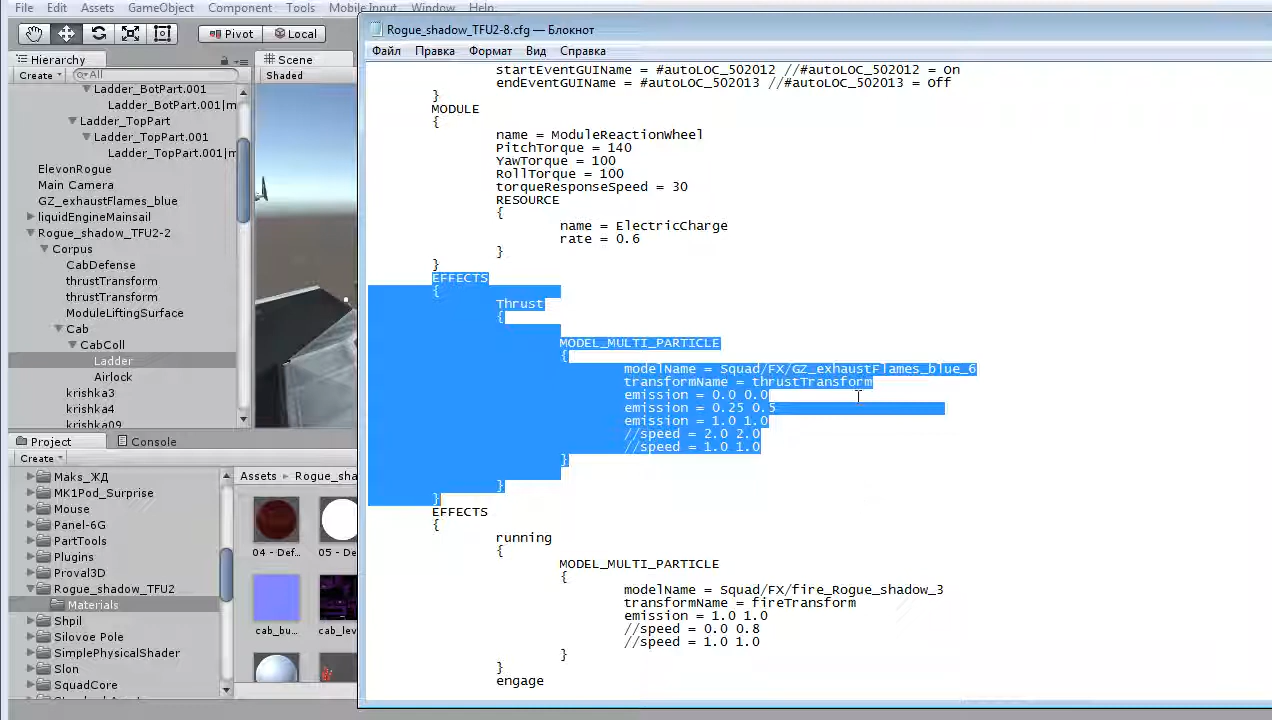 File Edit Assets GameObject Component Tools Mobile Input Window Help
Pivot Local
Rogue_shadow_TFU2-8.cfg — Блокнот
Файл Правка Формат Вид Справка
Hierarchy
Create All
Ladder_BotPart.001
Ladder_BotPart.001|m
Ladder_TopPart
Ladder_TopPart.001
Ladder_TopPart.001|m
ElevonRogue
Main Camera
GZ_exhaustFlames_blue
liquidEngineMainsail
Rogue_shadow_TFU2-2
Corpus
CabDefense
thrustTransform
thrustTransform
ModuleLiftingSurface
Cab
CabColl
Ladder
Airlock
krishka3
krishka4
krishka09
Scene
Shaded
Project Console
Create
Maks_ЖД
MK1Pod_Surprise
Mouse
Panel-6G
PartTools
Plugins
Proval3D
Rogue_shadow_TFU2
Materials
Shpil
Silovoe Pole
SimplePhysicalShader
Slon
SquadCore
Assets Rogue_sha
04 - Def... 05 - Def
cab_bu... cab_lev
startEventGUIName = #autoLOC_502012 //#autoLOC_502012 = On
endEventGUIName = #autoLOC_502013 //#autoLOC_502013 = Off
}
MODULE
{
name = ModuleReactionWheel
PitchTorque = 140
YawTorque = 100
RollTorque = 100
torqueResponseSpeed = 30
RESOURCE
{
name = ElectricCharge
rate = 0.6
}
}
EFFECTS
{
Thrust
{
MODEL_MULTI_PARTICLE
{
modelName = Squad/FX/GZ_exhaustFlames_blue_6
transformName = thrustTransform
emission = 0.0 0.0
emission = 0.25 0.5
emission = 1.0 1.0
//speed = 2.0 2.0
//speed = 1.0 1.0
}
}
}
EFFECTS
{
running
{
MODEL_MULTI_PARTICLE
{
modelName = Squad/FX/fire_Rogue_shadow_3
transformName = fireTransform
emission = 1.0 1.0
//speed = 0.0 0.8
//speed = 1.0 1.0
}
}
engage